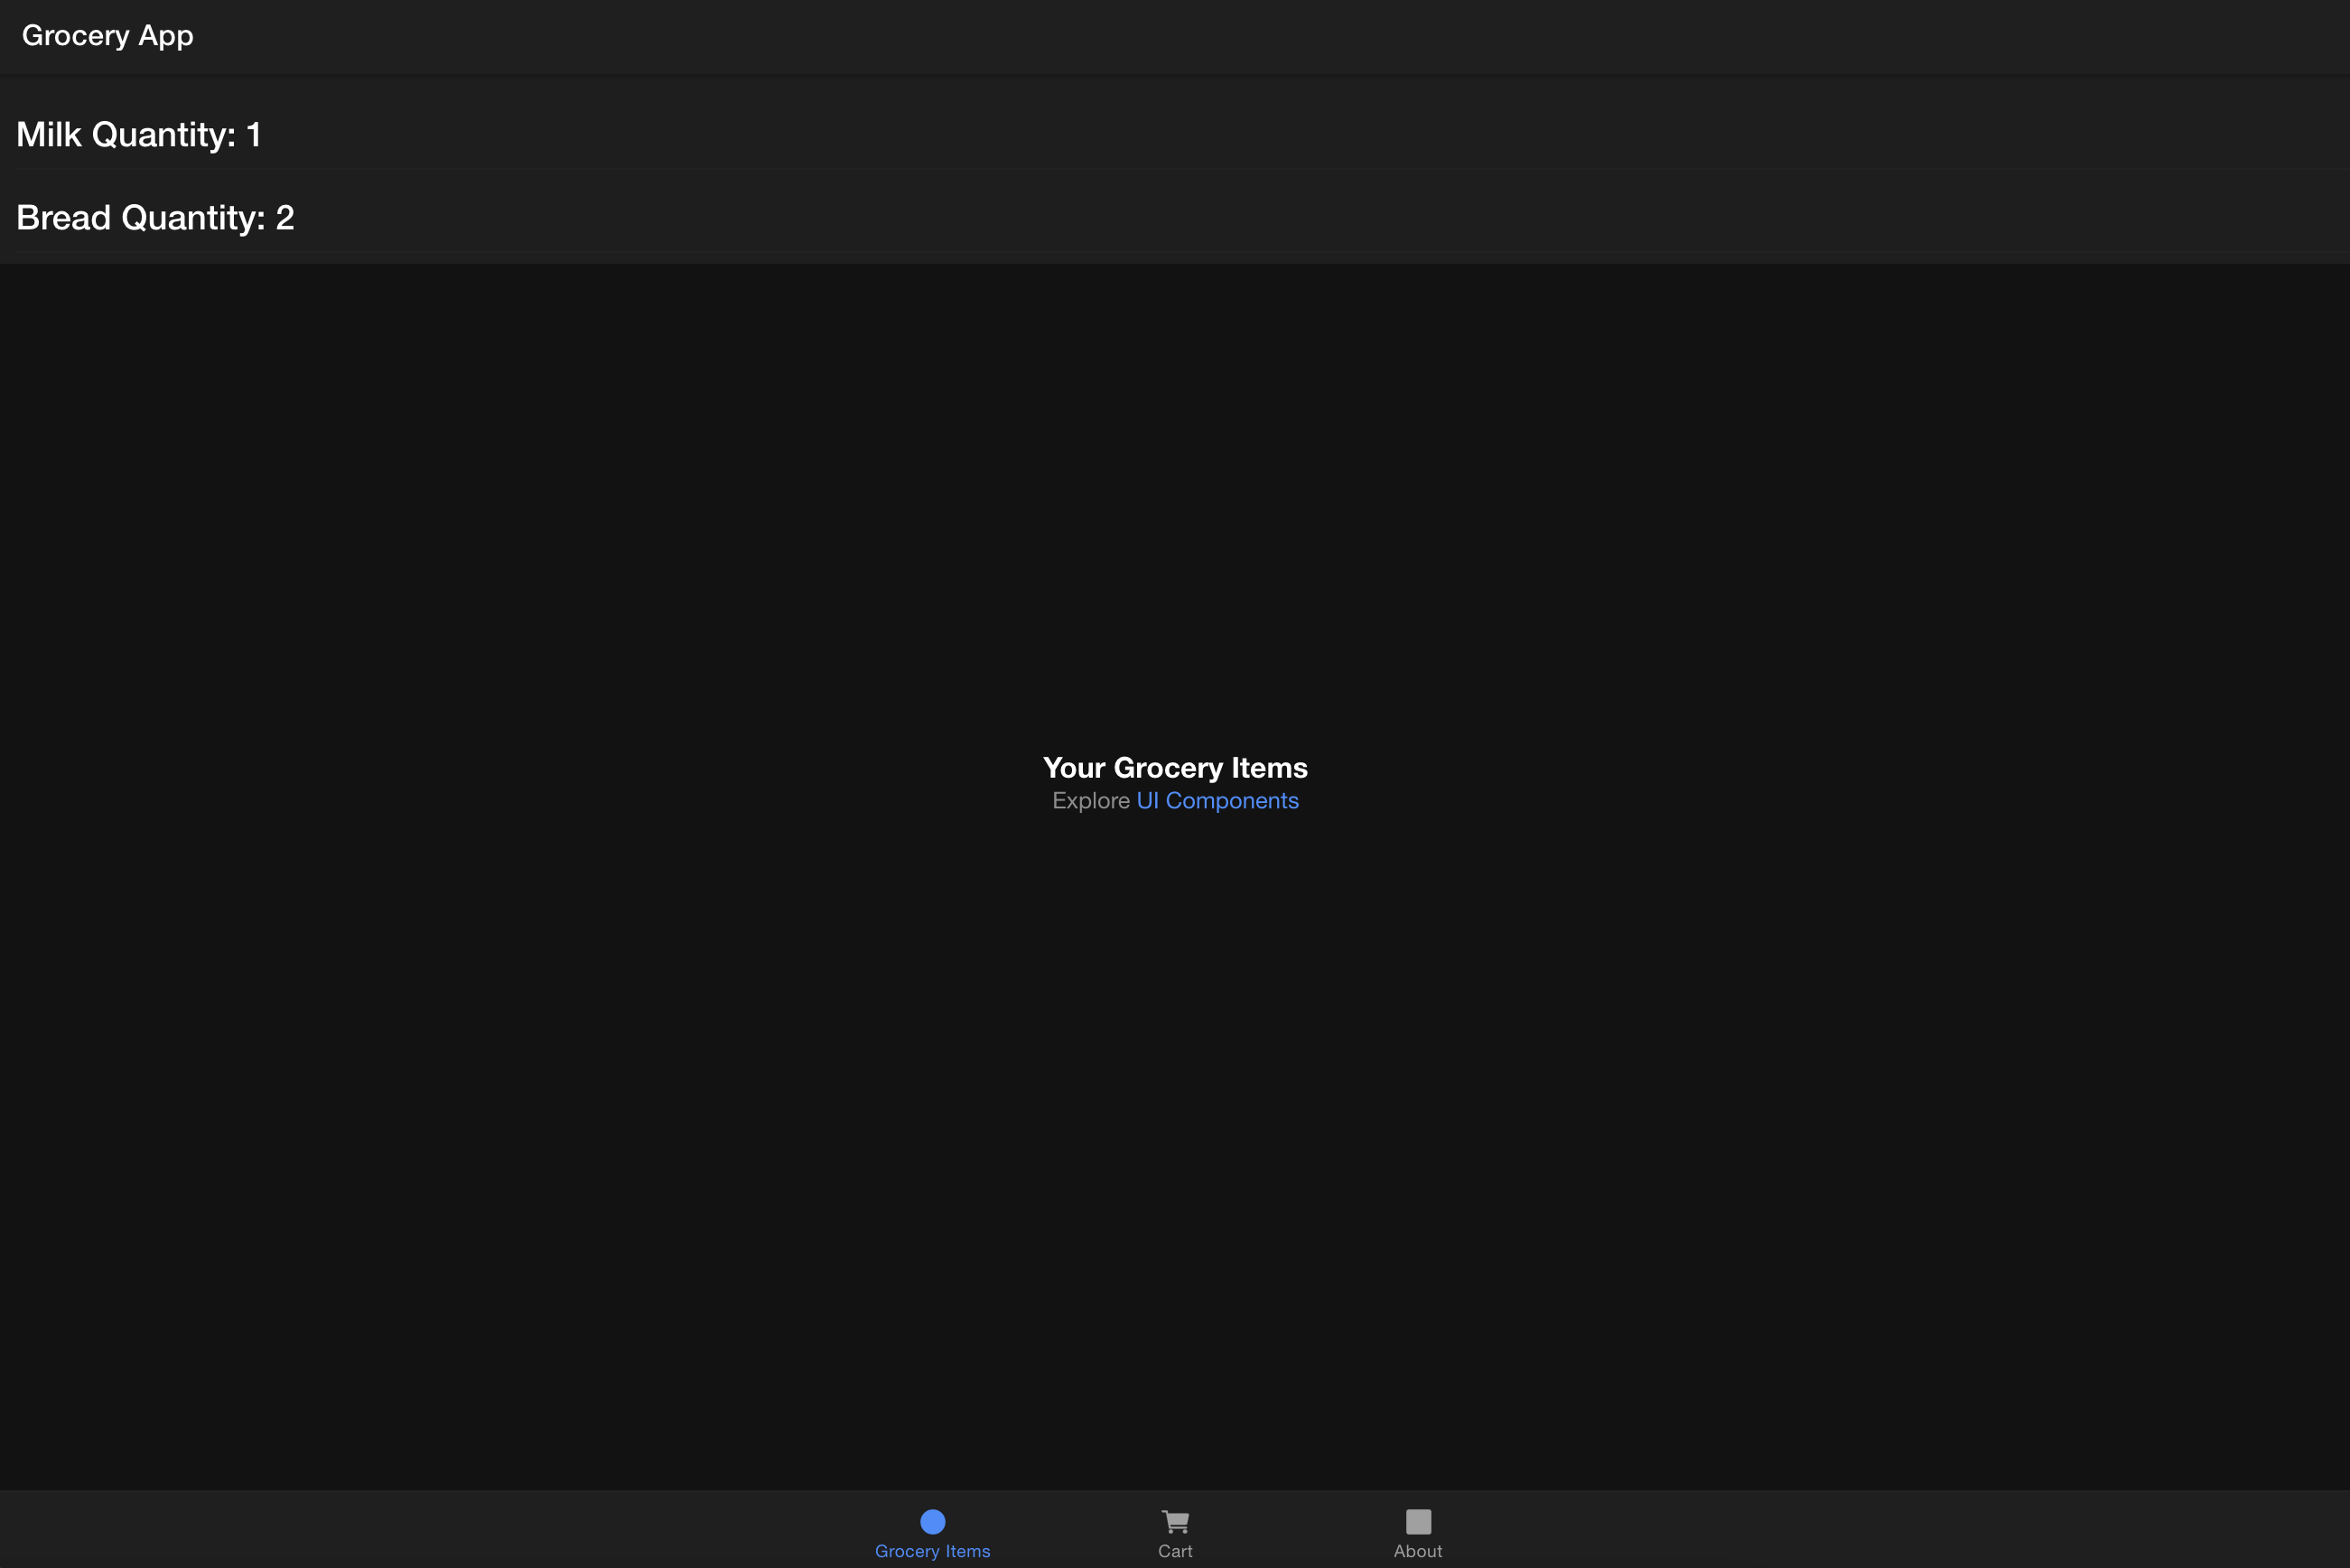 Grocery App
Milk Quantity: 1
Bread Quantity: 2
Your Grocery Items
Explore UI Components
Grocery Items
Cart
About